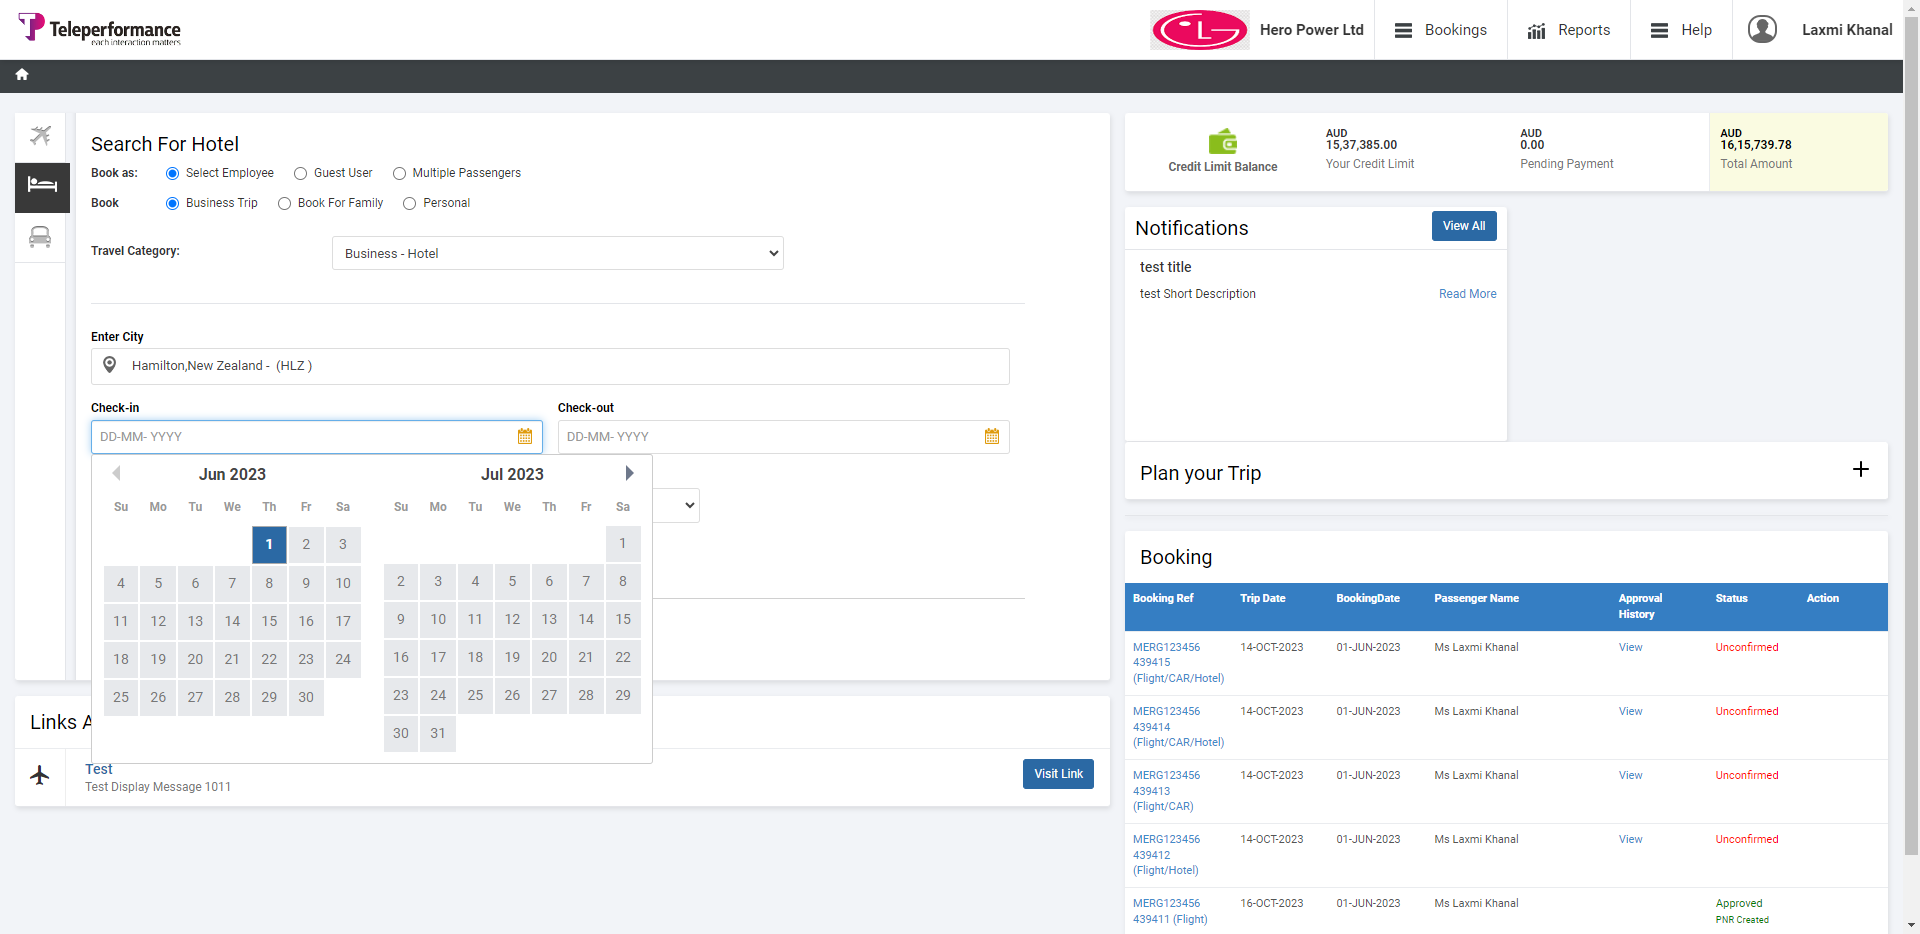 Teleperformance
each interaction matters
LG
Hero Power Ltd
Bookings
Reports
Help
Laxmi Khanal
Search For Hotel
Book as: Select Employee Guest User Multiple Passengers
Book Business Trip Book For Family Personal
Travel Category: Business - Hotel
Enter City
Hamilton,New Zealand - (HLZ )
Check-in Check-out
DD-MM- YYYY DD-MM- YYYY
Jun 2023
Su Mo Tu We Th Fr Sa
1 2 3
4 5 6 7 8 9 10
11 12 13 14 15 16 17
18 19 20 21 22 23 24
25 26 27 28 29 30
Jul 2023
Su Mo Tu We Th Fr Sa
1
2 3 4 5 6 7 8
9 10 11 12 13 14 15
16 17 18 19 20 21 22
23 24 25 26 27 28 29
30 31
Links A
Test
Test Display Message 1011
Visit Link
Credit Limit Balance
AUD
15,37,385.00
Your Credit Limit
AUD
0.00
Pending Payment
AUD
16,15,739.78
Total Amount
Notifications
View All
test title
test Short Description Read More
Plan your Trip
Booking
Booking Ref Trip Date BookingDate Passenger Name Approval Status Action
History
MERG123456 14-OCT-2023 01-JUN-2023 Ms Laxmi Khanal View Unconfirmed
439415
(Flight/CAR/Hotel)
MERG123456 14-OCT-2023 01-JUN-2023 Ms Laxmi Khanal View Unconfirmed
439414
(Flight/CAR/Hotel)
MERG123456 14-OCT-2023 01-JUN-2023 Ms Laxmi Khanal View Unconfirmed
439413
(Flight/CAR)
MERG123456 14-OCT-2023 01-JUN-2023 Ms Laxmi Khanal View Unconfirmed
439412
(Flight/Hotel)
MERG123456 16-OCT-2023 01-JUN-2023 Ms Laxmi Khanal Approved
439411 (Flight) PNR Created